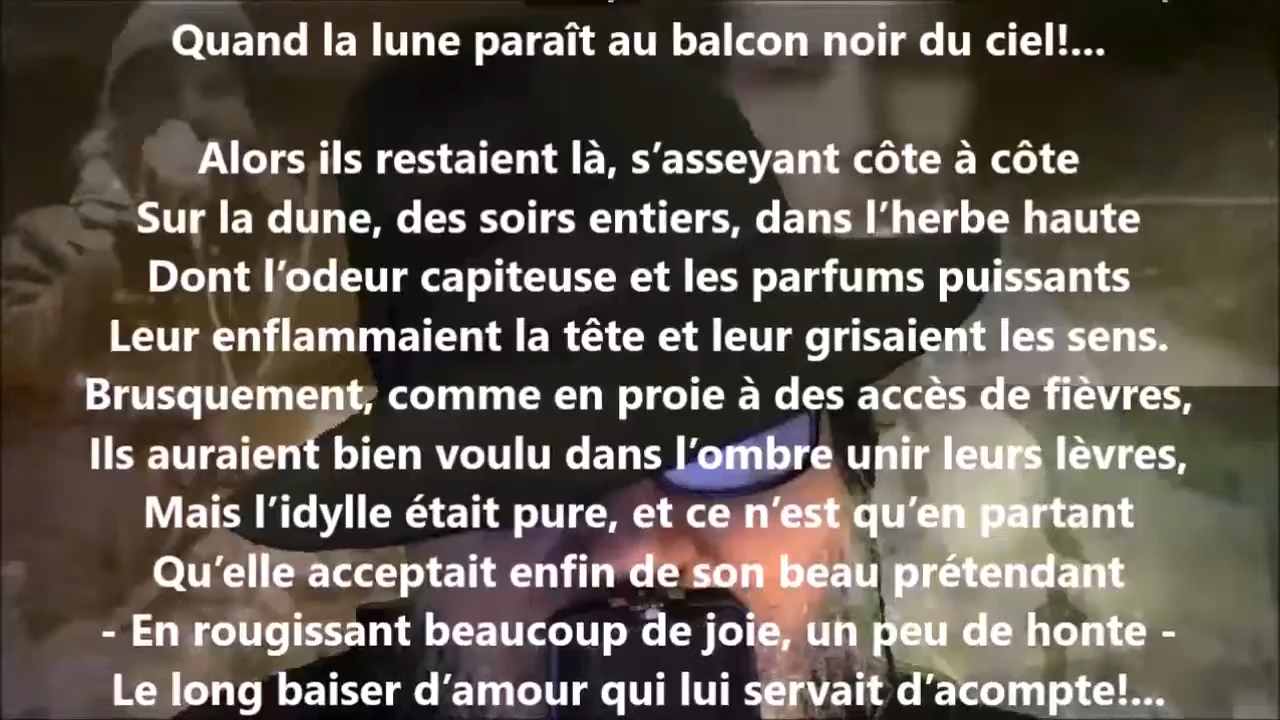 Quand la lune paraît au balcon noir du ciel!...
Alors ils restaient là, s’asseyant côte à côte
Sur la dune, des soirs entiers, dans l’herbe haute
Dont l’odeur capiteuse et les parfums puissants
Leur enflammaient la tête et leur grisaient les sens.
Brusquement, comme en proie à des accès de fièvres,
Ils auraient bien voulu dans l’ombre unir leurs lèvres,
Mais l’idylle était pure, et ce n’est qu’en partant
Qu’elle acceptait enfin de son beau prétendant
- En rougissant beaucoup de joie, un peu de honte -
Le long baiser d’amour qui lui servait d’acompte!...